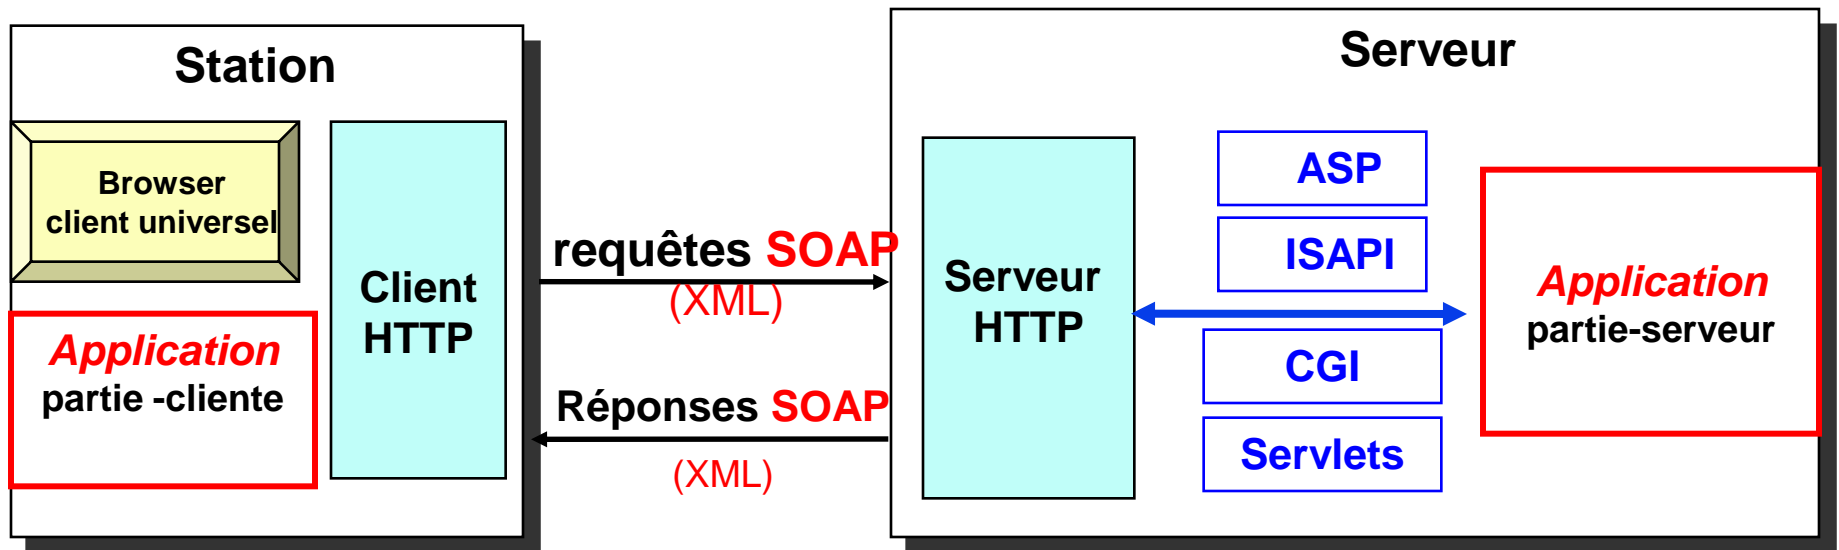 Station
Browser
client universel
Application
partie -cliente
Client
HTTP
requêtes SOAP
(XML)
Réponses SOAP
(XML)
Serveur
Serveur
HTTP
ASP
ISAPI
CGI
Servlets
Application
partie-serveur